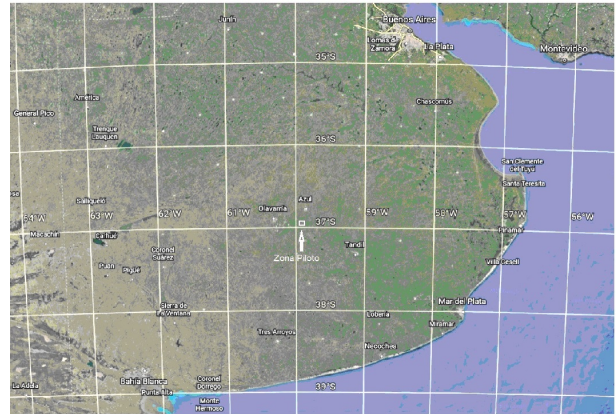 Junín
Buenos Aires
Lomas de
Zamora
La Plata
Montevideo
35°S
América
General Pico
Chascomús
Trenque
Lauquen
36°S
San Clemente
del Tuyú
Santa Teresita
Salliqueló
Azul
Olavarría
64°W
63°W
62°W
61°W
37°S
59°W
58°W
57°W
56°W
Macachín
Carhué
Pinamar
Coronel
Suárez
Tandil
Zona Piloto
Puan
Pigüé
Villa Gesell
38°S
Mar del Plata
Sierra de
La Ventana
Lobería
Miramar
Tres Arroyos
Necochea
Bahía Blanca
Coronel
Dorrego
39°S
La Adela
Punta Alta
Monte
Hermoso